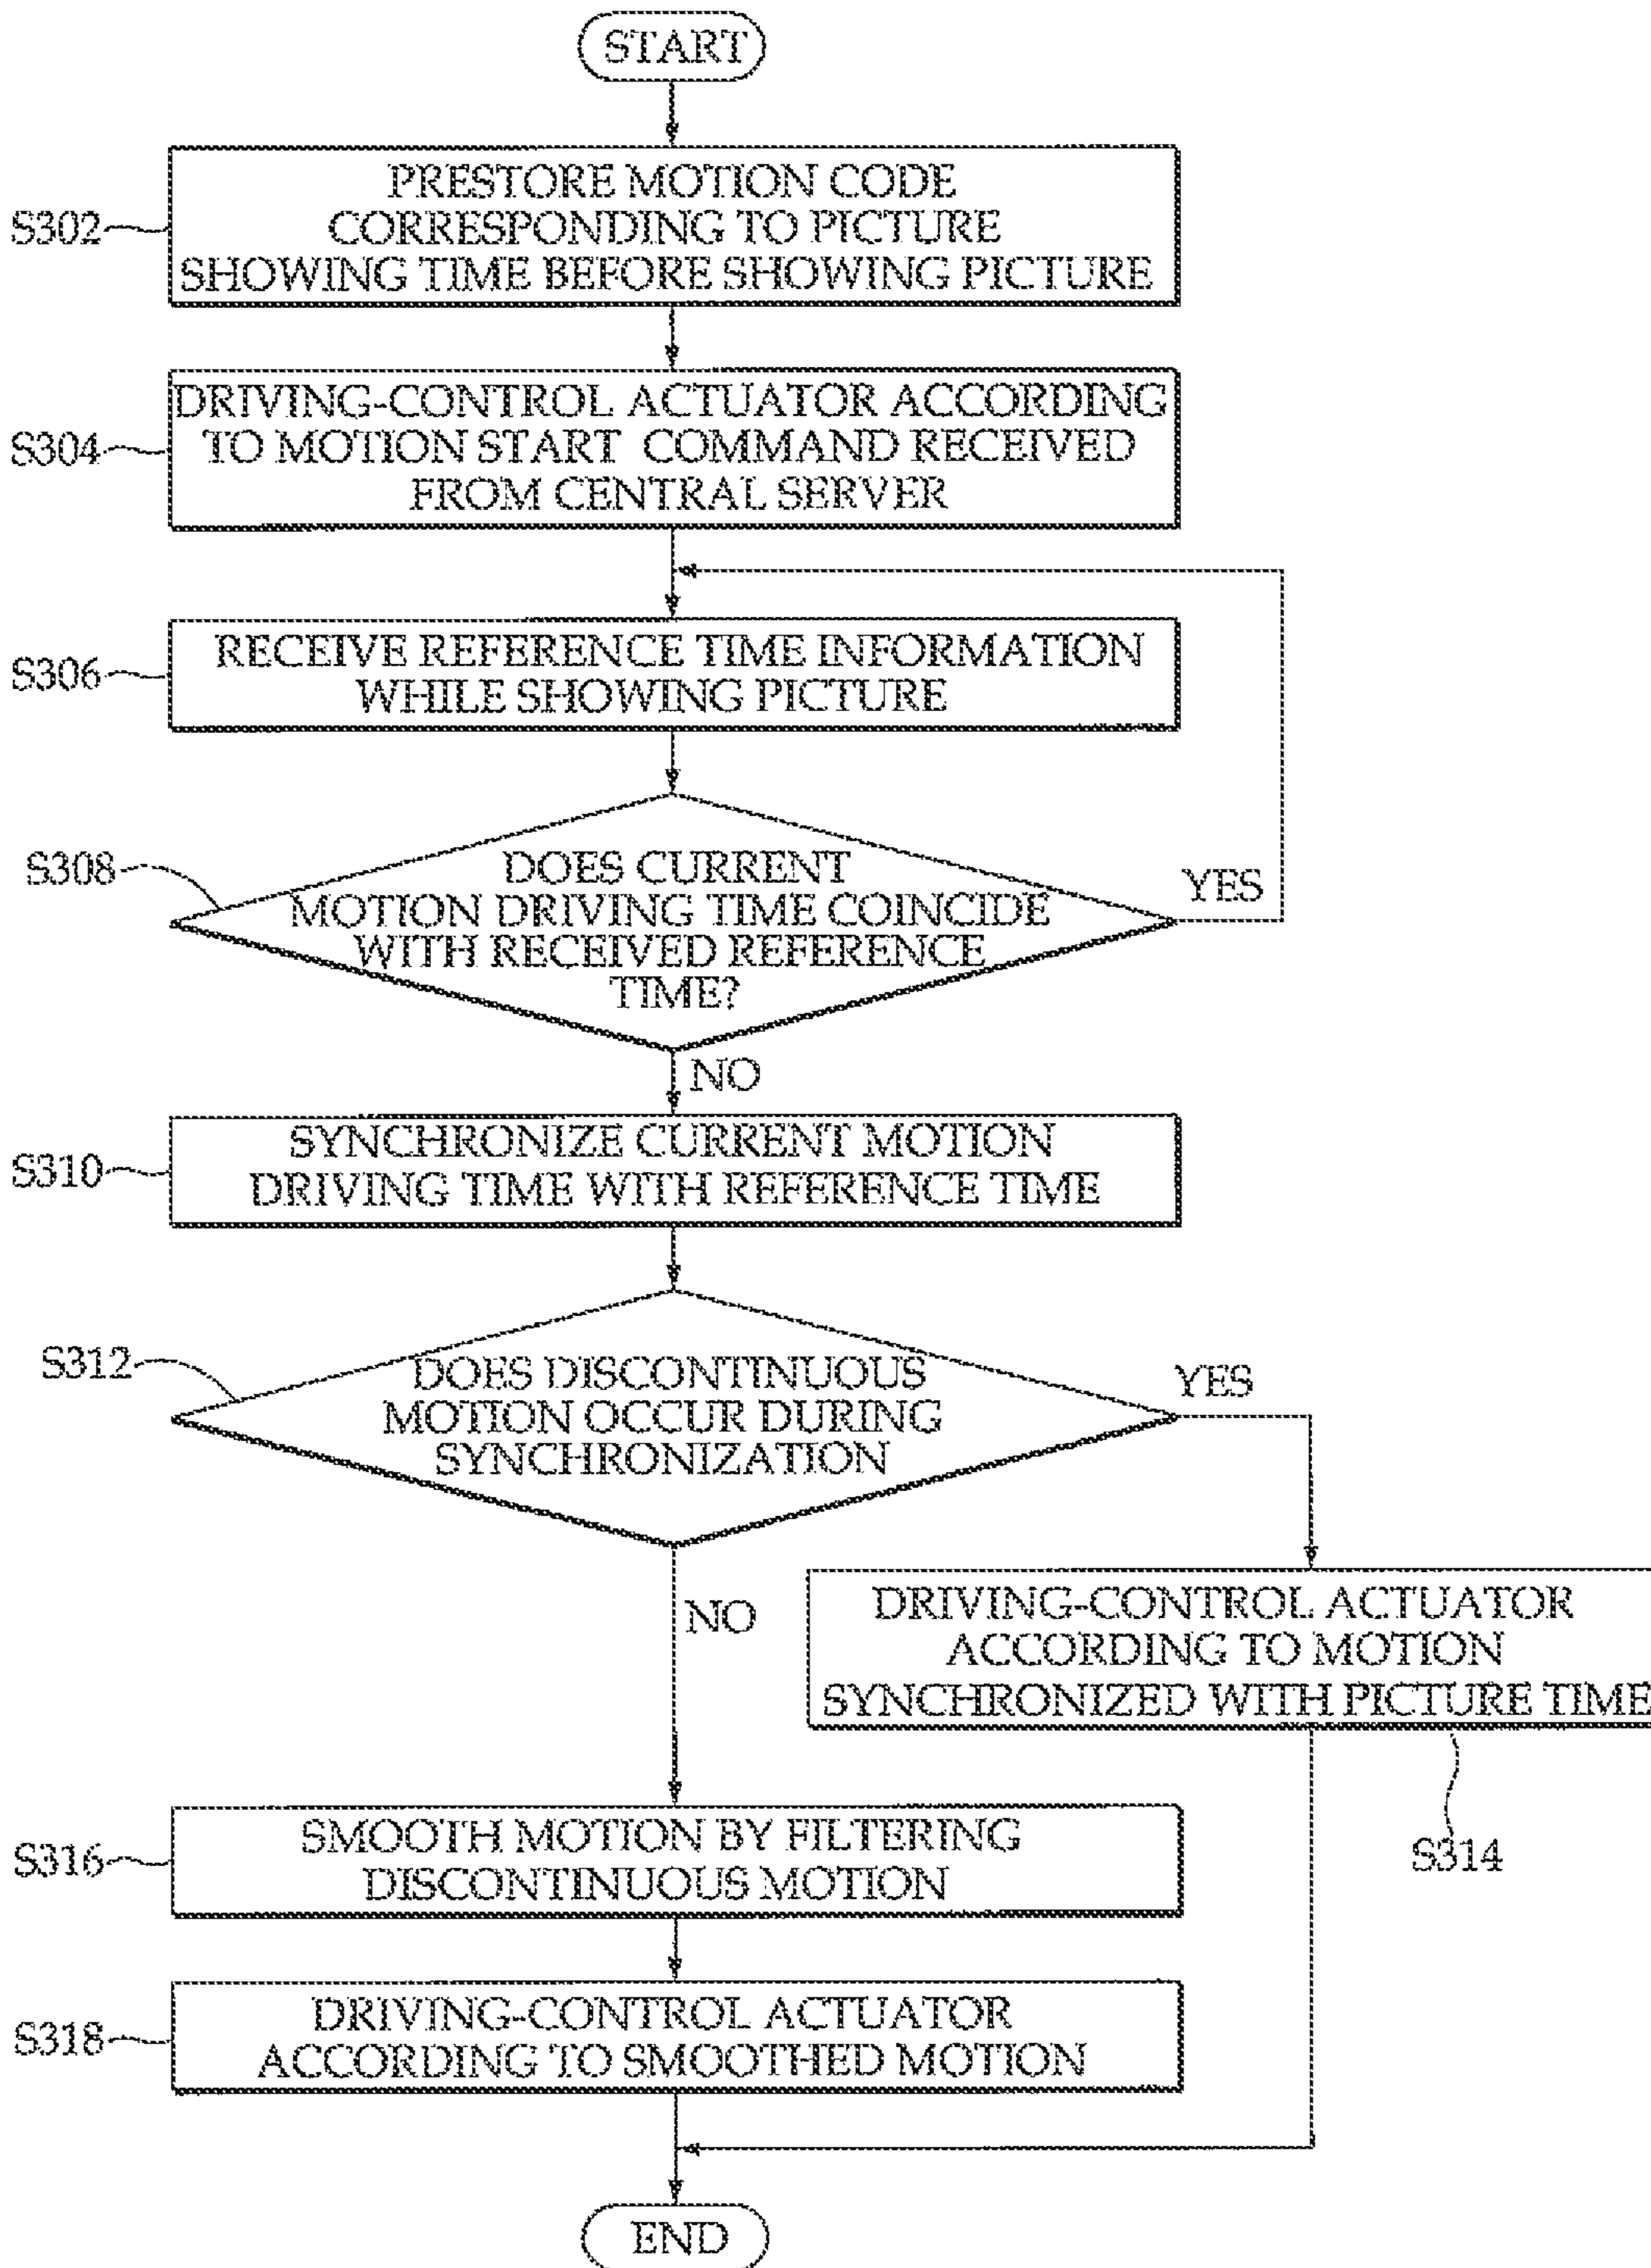 START
PRESTORE MOTION CODE
CORRESPONDING TO PICTURE
SHOWING TIME BEFORE SHOWING PICTURE
S302
DRIVING-CONTROL ACTUATOR ACCORDING
TO MOTION START COMMAND RECEIVED
FROM CENTRAL SERVER
S304
RECEIVE REFERENCE TIME INFORMATION
WHILE SHOWING PICTURE
S306
DOES CURRENT
MOTION DRIVING TIME COINCIDE
WITH RECEIVED REFERENCE
TIME?
S308
YES
NO
SYNCHRONIZE CURRENT MOTION
DRIVING TIME WITH REFERENCE TIME
S310
DOES DISCONTINUOUS
MOTION OCCUR DURING
SYNCHRONIZATION
S312
YES
NO
DRIVING-CONTROL ACTUATOR
ACCORDING TO MOTION
SYNCHRONIZED WITH PICTURE TIME
S314
SMOOTH MOTION BY FILTERING
DISCONTINUOUS MOTION
S316
DRIVING-CONTROL ACTUATOR
ACCORDING TO SMOOTHED MOTION
S318
END